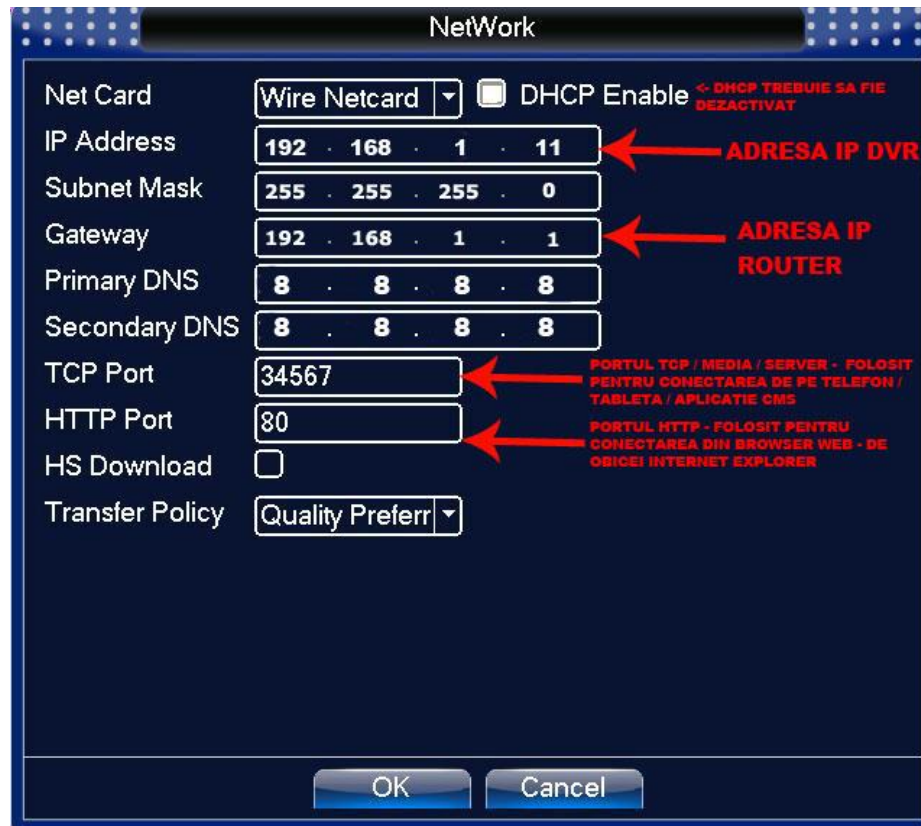 NetWork
Net Card Wire Netcard DHCP Enable <- DHCP TREBUIE SA FIE
DEZACTIVAT
IP Address 192 . 168 . 1 . 11 ADRESA IP DVR
Subnet Mask 255 . 255 . 255 . 0
Gateway 192 . 168 . 1 . 1 ADRESA IP
ROUTER
Primary DNS 8 . 8 . 8 . 8
Secondary DNS 8 . 8 . 8 . 8
TCP Port 34567 PORTUL TCP / MEDIA / SERVER - FOLOSIT
PENTRU CONECTAREA DE PE TELEFON /
TABLETA / APLICATIE CMS
HTTP Port 80 PORTUL HTTP - FOLOSIT PENTRU
CONECTAREA DIN BROWSER WEB - DE
OBICEI INTERNET EXPLORER
HS Download
Transfer Policy Quality Preferr
OK Cancel